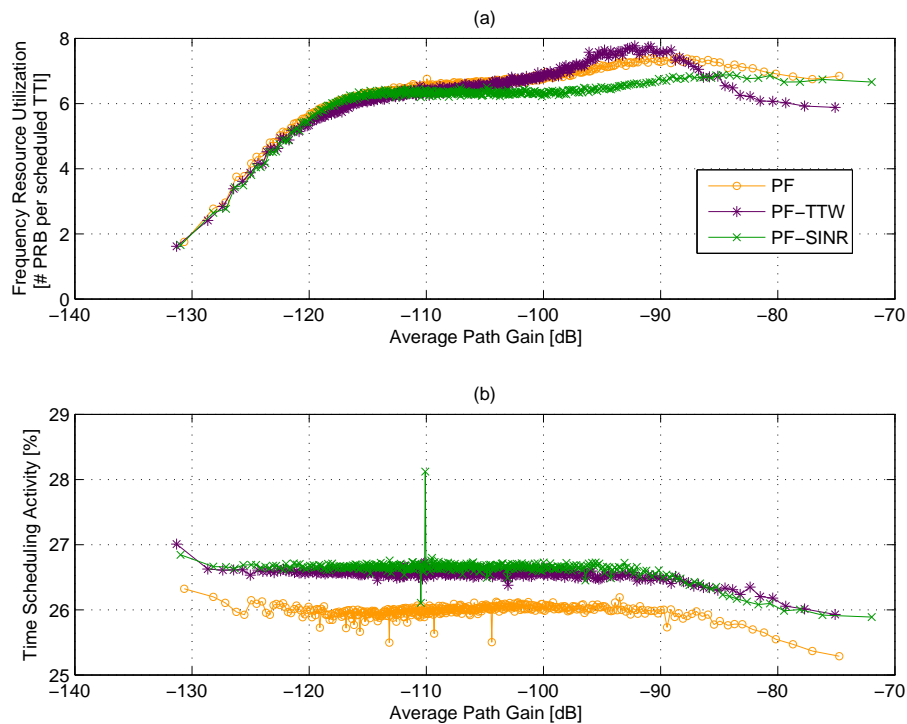 (a)
Frequency Resource Utilization
[# PRB per scheduled TTI]
8
6
4
2
0
PF
PF−TTW
PF−SINR
−140
−130
−120
−110
−100
−90
−80
−70
Average Path Gain [dB]
(b)
Time Scheduling Activity [%]
29
28
27
26
25
−140
−130
−120
−110
−100
−90
−80
−70
Average Path Gain [dB]